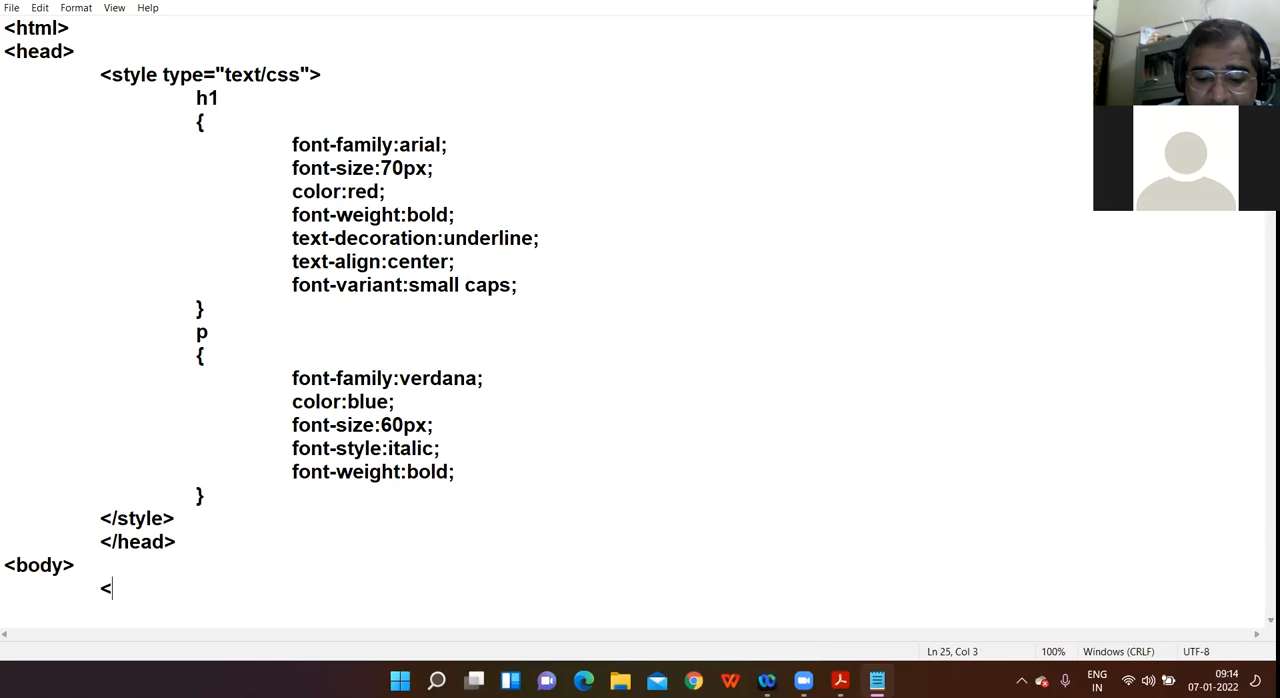 File Edit Format View Help
<html>
<head>
<style type="text/css">
h1
{
font-family:arial;
font-size:70px;
color:red;
font-weight:bold;
text-decoration:underline;
text-align:center;
font-variant:small caps;
}
p
{
font-family:verdana;
color:blue;
font-size:60px;
font-style:italic;
font-weight:bold;
}
</style>
</head>
<body>
<
Ln 25, Col 3 100% Windows (CRLF) UTF-8
ENG 09:14
IN 07-01-2022